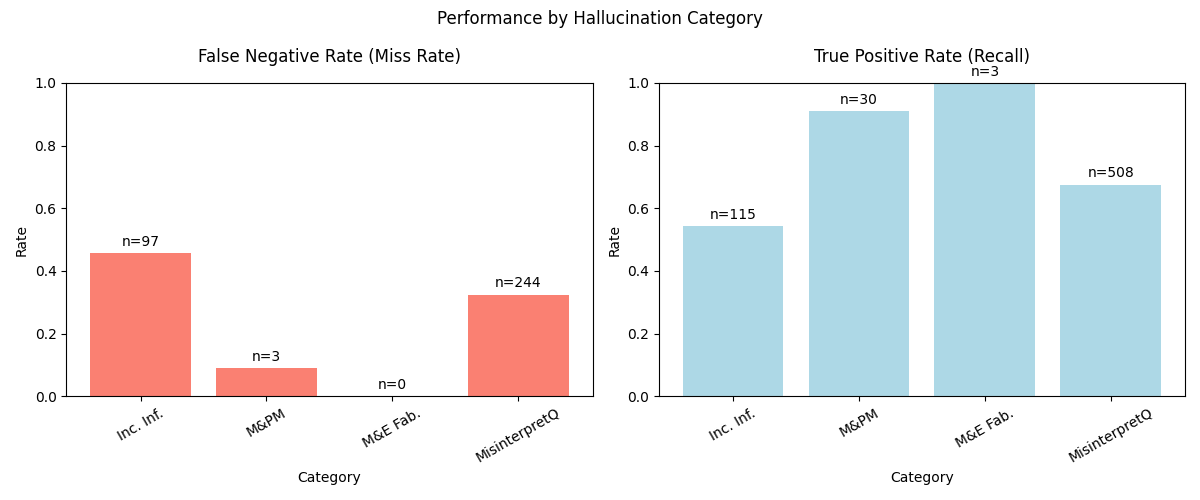 Performance by Hallucination Category
False Negative Rate (Miss Rate)
Rate
1.0
0.8
0.6
0.4
0.2
0.0
n=97
n=3
n=0
n=244
Inc. Inf.
M&PM
M&E Fab.
MisinterpretQ
Category
True Positive Rate (Recall)
Rate
1.0
0.8
0.6
0.4
0.2
0.0
n=115
n=30
n=3
n=508
Inc. Inf.
M&PM
M&E Fab.
MisinterpretQ
Category